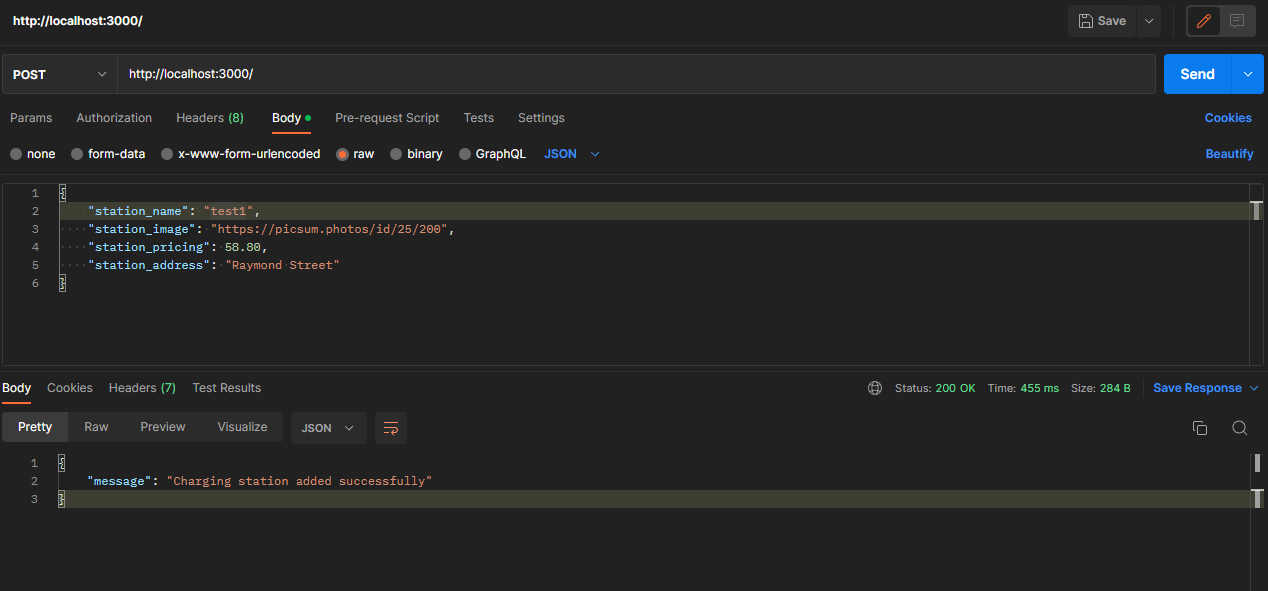 http://localhost:3000/ Save
POST http://localhost:3000/ Send
Params Authorization Headers (8) Body Pre-request Script Tests Settings Cookies
none form-data x-www-form-urlencoded raw binary GraphQL JSON Beautify
1 {
2 "station_name": "test1",
3 "station_image": "https://picsum.photos/id/25/200",
4 "station_pricing": 58.80,
5 "station_address": "Raymond Street"
6 }
Body Cookies Headers (7) Test Results Status: 200 OK Time: 455 ms Size: 284 B Save Response
Pretty Raw Preview Visualize JSON
1 {
2 "message": "Charging station added successfully"
3 }